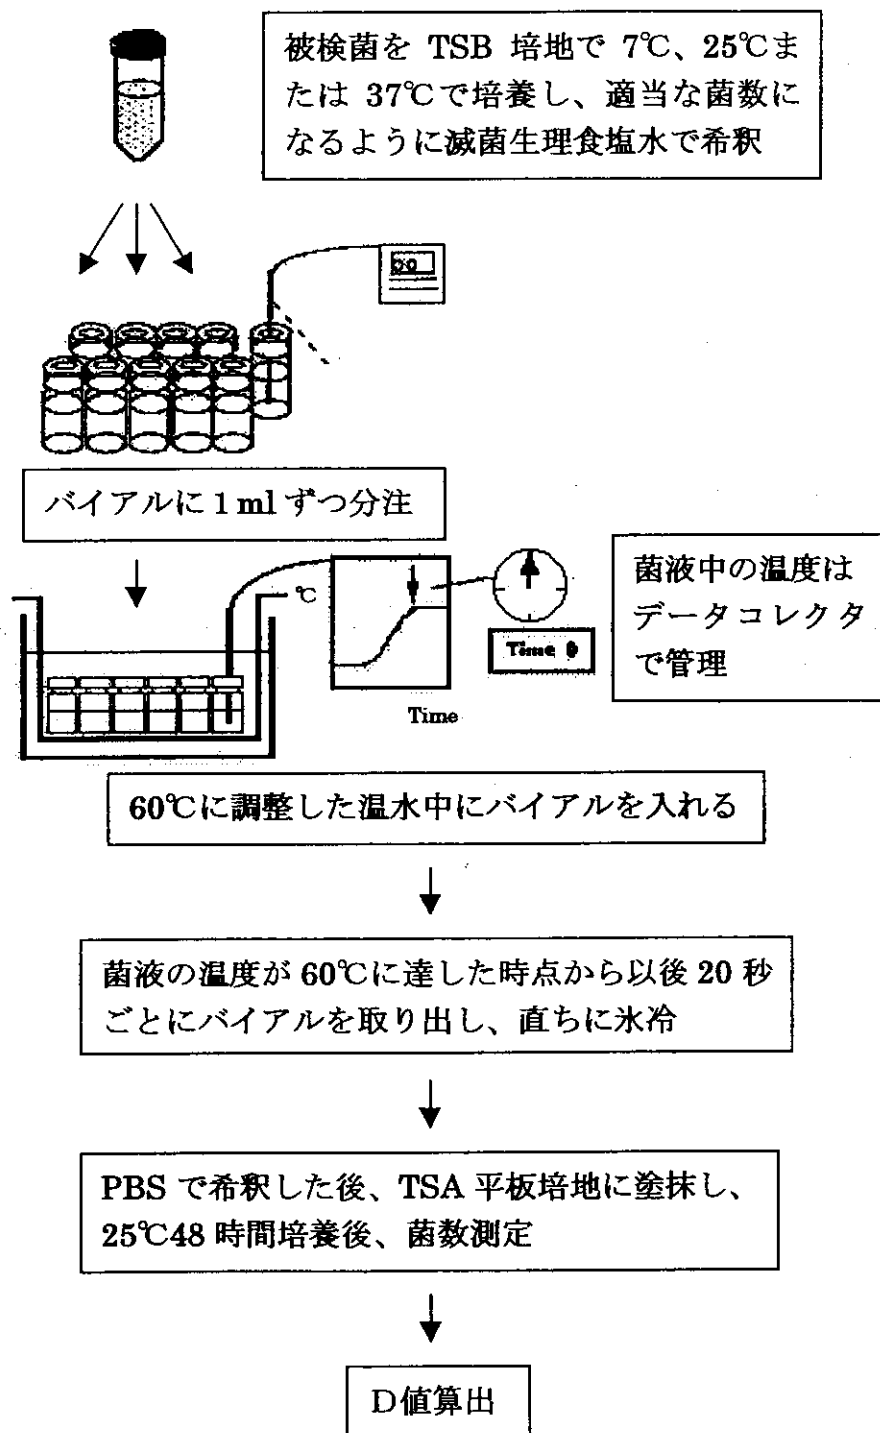 被検菌を TSB 培地で 7℃、25℃ま
たは 37℃で培養し、適当な菌数に
なるように滅菌生理食塩水で希釈
バイアルに 1 ml ずつ分注
℃
Time 0
Time
菌液中の温度は
データコレクタ
で管理
60℃に調整した温水中にバイアルを入れる
菌液の温度が 60℃に達した時点から以後 20 秒
ごとにバイアルを取り出し、直ちに氷冷
PBS で希釈した後、TSA 平板培地に塗抹し、
25℃48 時間培養後、菌数測定
D値算出